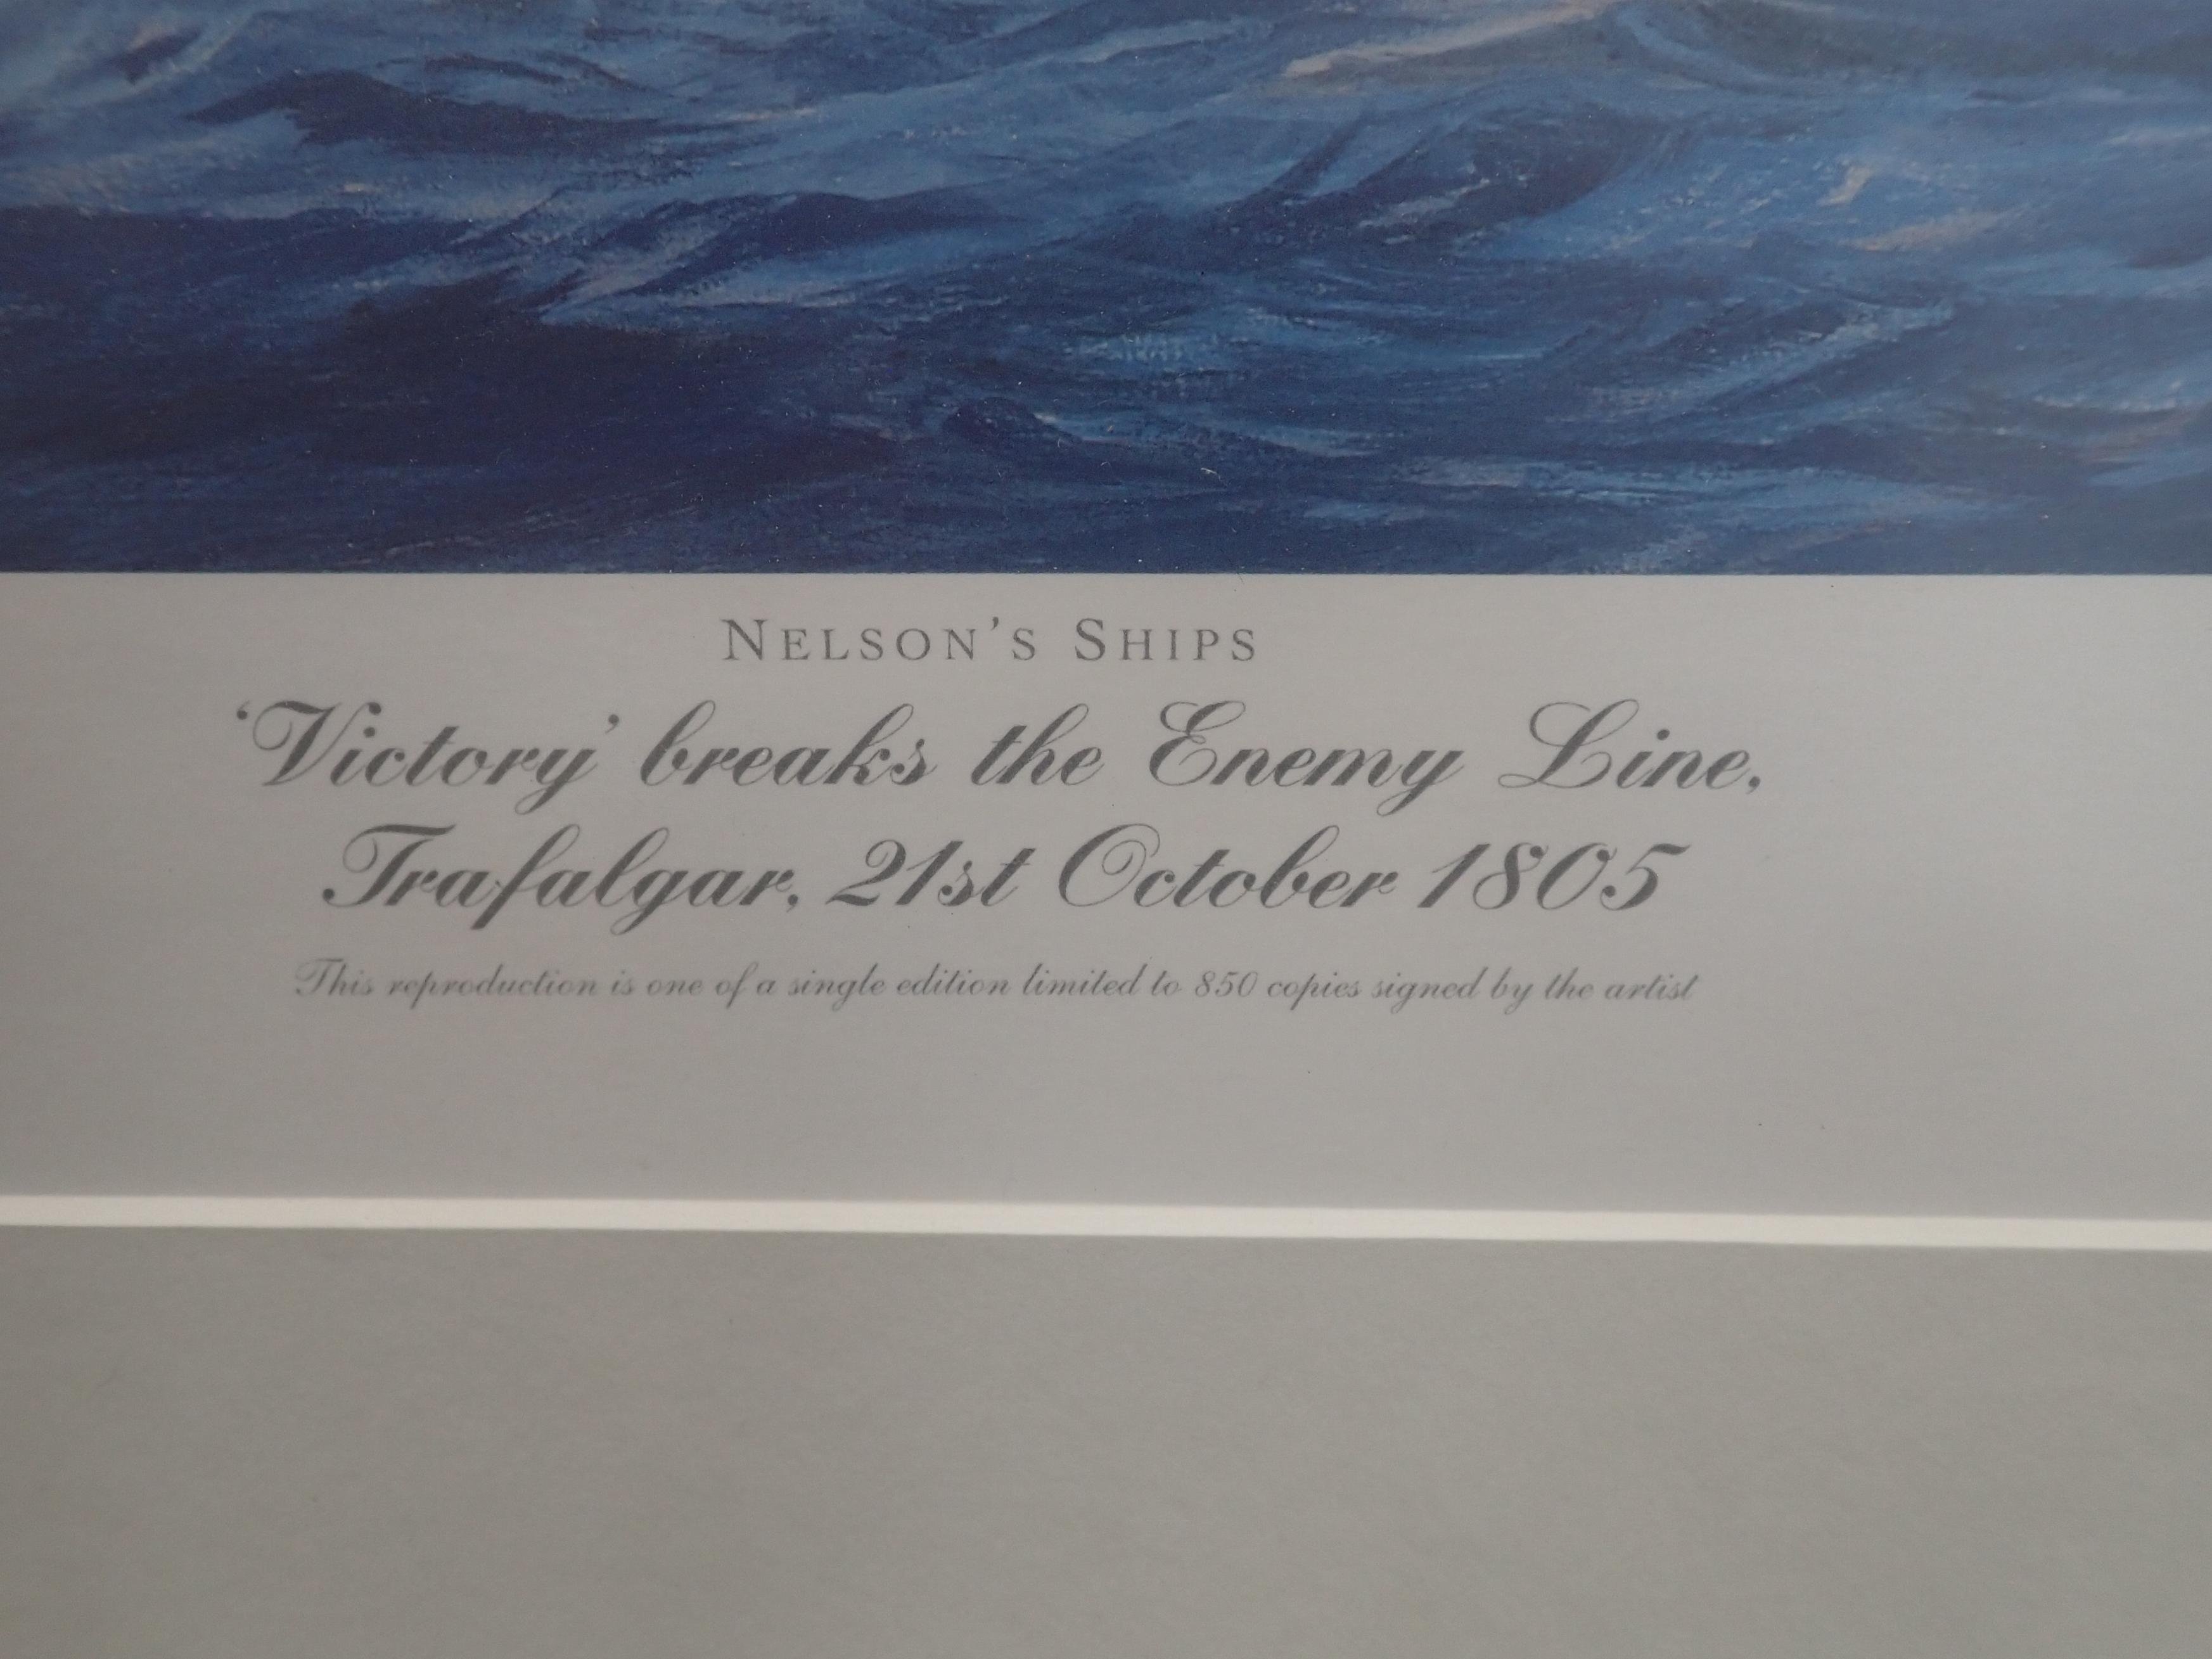 NELSON'S SHIPS
'Victory' breaks the Enemy Line,
Trafalgar, 21st October 1805
This reproduction is one of a single edition limited to 850 copies signed by the artist